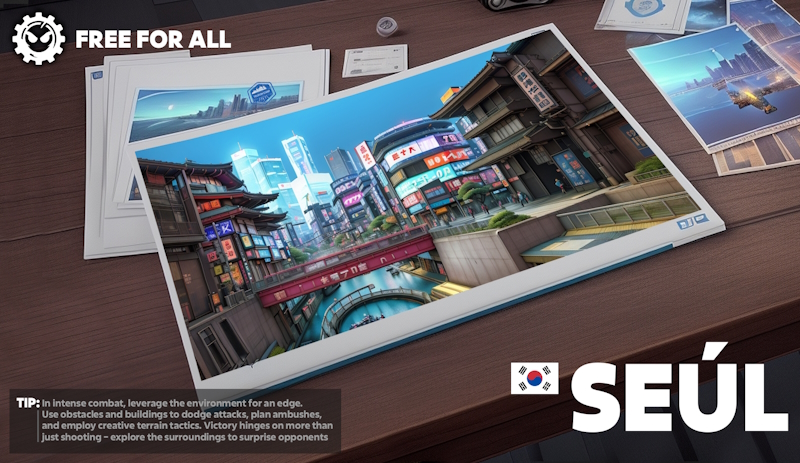 FREE FOR ALL
TIP: In intense combat, leverage the environment for an edge.
Use obstacles and buildings to dodge attacks, plan ambushes,
and employ creative terrain tactics. Victory hinges on more than
just shooting – explore the surroundings to surprise opponents
SEÚL